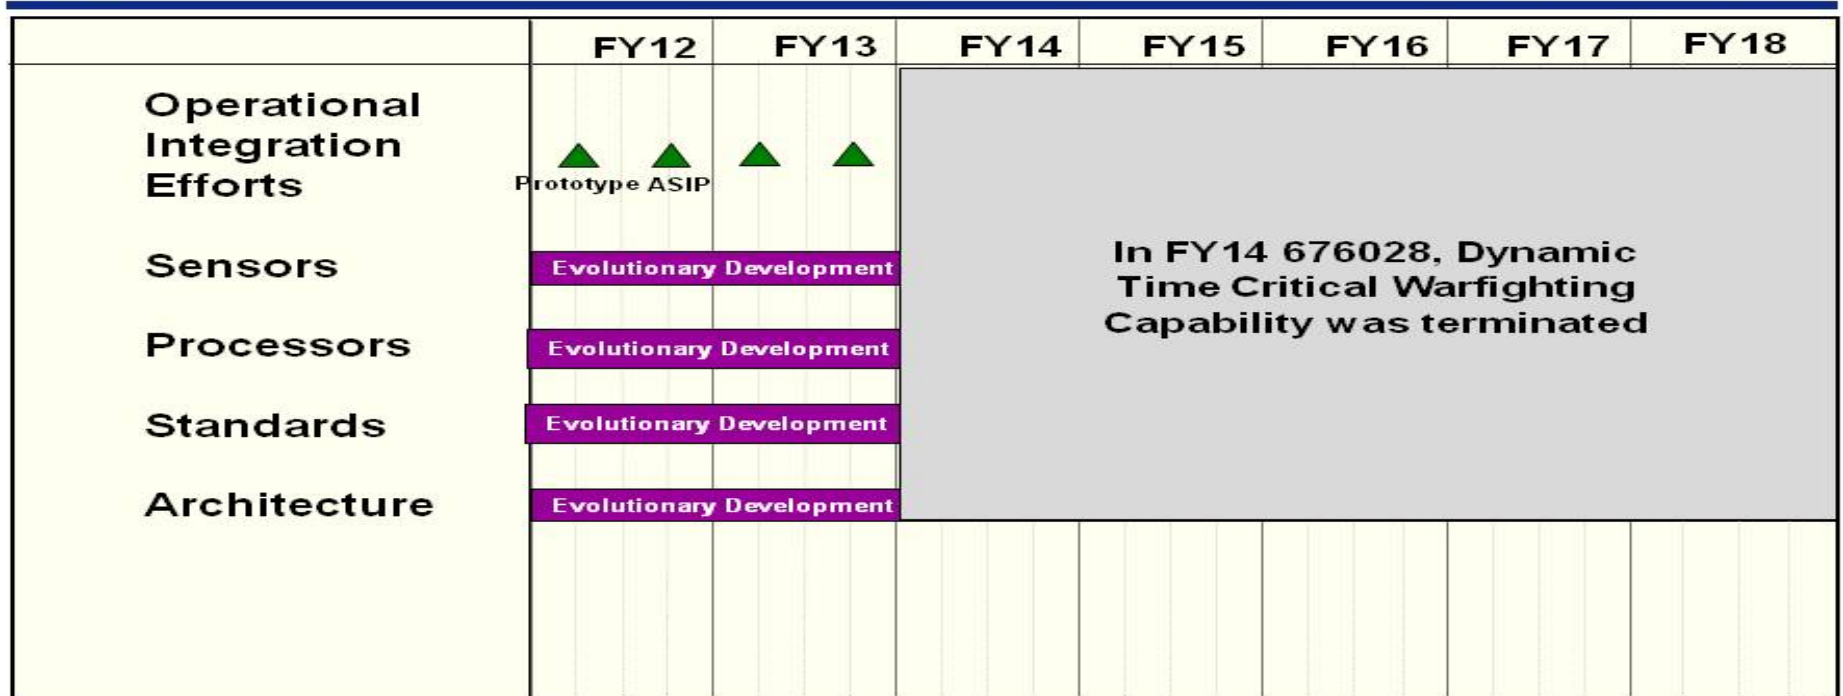 FY12 FY13 FY14 FY15 FY16 FY17 FY18
Operational
Integration
Efforts
Prototype ASIP
Sensors
Evolutionary Development
Processors
Evolutionary Development
Standards
Evolutionary Development
Architecture
Evolutionary Development
In FY14 676028, Dynamic
Time Critical Warfighting
Capability was terminated